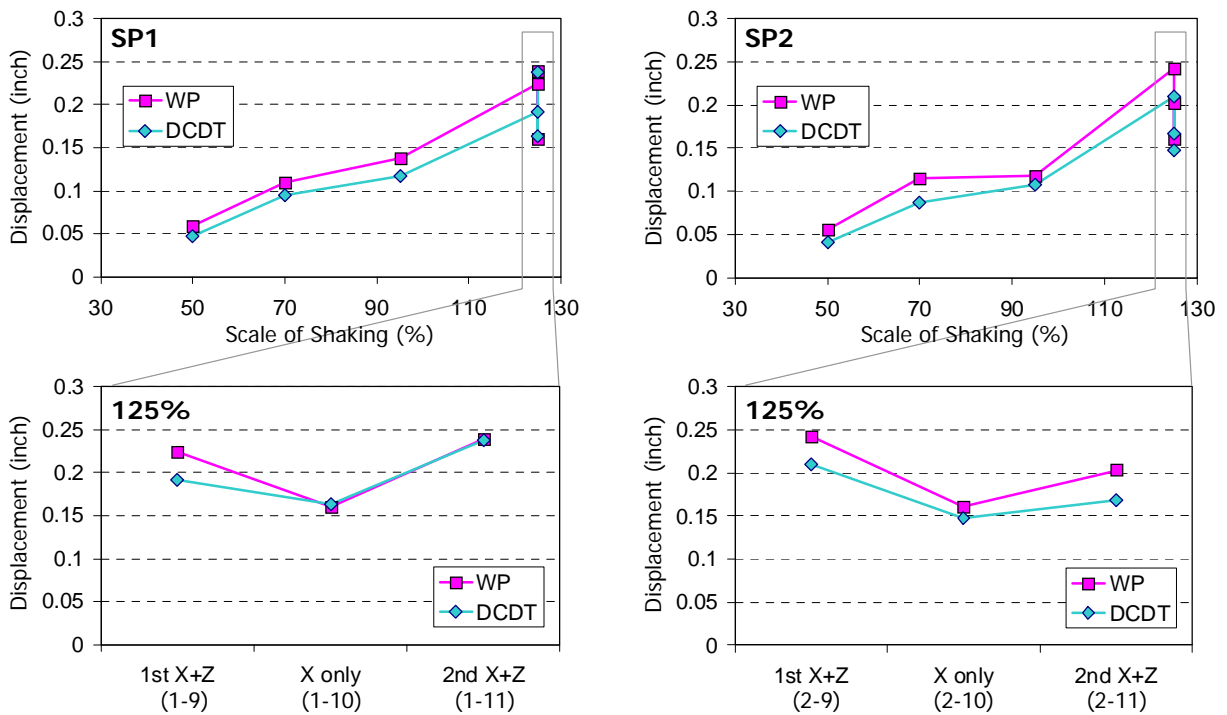 SP1
0.3
0.25
0.2
0.15
0.1
0.05
0
Displacement (inch)
WP
DCDT
30
50
70
90
110
130
Scale of Shaking (%)
SP2
0.3
0.25
0.2
0.15
0.1
0.05
0
Displacement (inch)
WP
DCDT
30
50
70
90
110
130
Scale of Shaking (%)
125%
0.3
0.25
0.2
0.15
0.1
0.05
0
Displacement (inch)
WP
DCDT
1st X+Z
(1-9)
X only
(1-10)
2nd X+Z
(1-11)
125%
0.3
0.25
0.2
0.15
0.1
0.05
0
Displacement (inch)
WP
DCDT
1st X+Z
(2-9)
X only
(2-10)
2nd X+Z
(2-11)